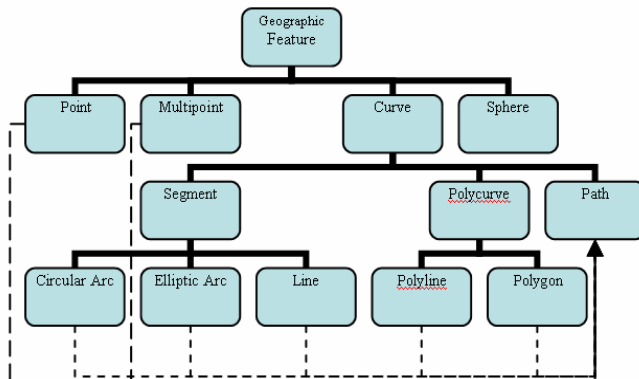 Geographic
Feature
Point
Multipoint
Curve
Sphere
Segment
Polycurve
Path
Circular Arc
Elliptic Arc
Line
Polyline
Polygon